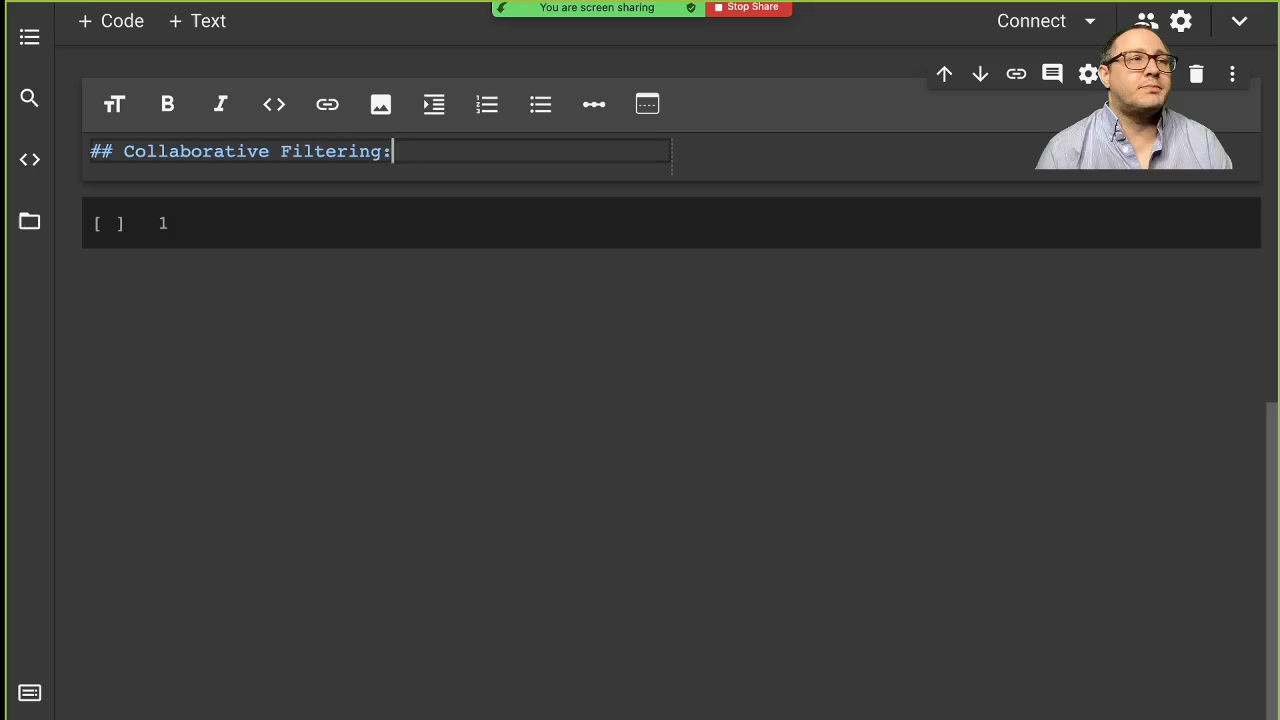 You are screen sharing Stop Share
+ Code + Text Connect
## Collaborative Filtering:
[ ] 1